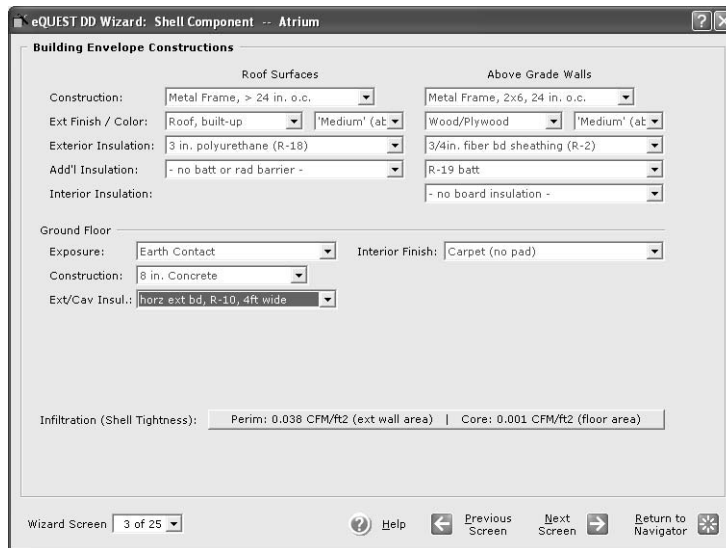 eQUEST DD Wizard: Shell Component -- Atrium
Building Envelope Constructions
Roof Surfaces Above Grade Walls
Construction: Metal Frame, > 24 in. o.c. Metal Frame, 2x6, 24 in. o.c.
Ext Finish / Color: Roof, built-up 'Medium' (ab Wood/Plywood 'Medium' (ab
Exterior Insulation: 3 in. polyurethane (R-18) 3/4in. fiber bd sheathing (R-2)
Add'l Insulation: - no batt or rad barrier - R-19 batt
Interior Insulation: - no board insulation -
Ground Floor
Exposure: Earth Contact Interior Finish: Carpet (no pad)
Construction: 8 in. Concrete
Ext/Cav Insul.: horz ext bd, R-10, 4ft wide
Infiltration (Shell Tightness): Perim: 0.038 CFM/ft2 (ext wall area) | Core: 0.001 CFM/ft2 (floor area)
Wizard Screen 3 of 25 Help Previous Screen Next Screen Return to Navigator